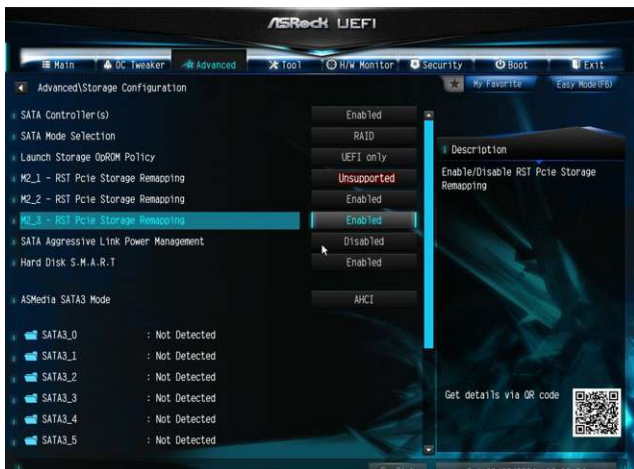 ASRock UEFI
Main OC Tweaker Advanced Tool H/W Monitor Security Boot Exit
My Favorite Easy Mode(F6)
Advanced\Storage Configuration
SATA Controller(s) Enabled
SATA Mode Selection RAID
Launch Storage OpROM Policy UEFI only
M2_1 - RST Pcie Storage Remapping Unsupported
M2_2 - RST Pcie Storage Remapping Enabled
M2_3 - RST Pcie Storage Remapping Enabled
SATA Aggressive Link Power Management Disabled
Hard Disk S.M.A.R.T Enabled
ASMedia SATA3 Mode AHCI
SATA3_0 : Not Detected
SATA3_1 : Not Detected
SATA3_2 : Not Detected
SATA3_3 : Not Detected
SATA3_4 : Not Detected
SATA3_5 : Not Detected
Description
Enable/Disable RST Pcie Storage
Remapping
Get details via QR code